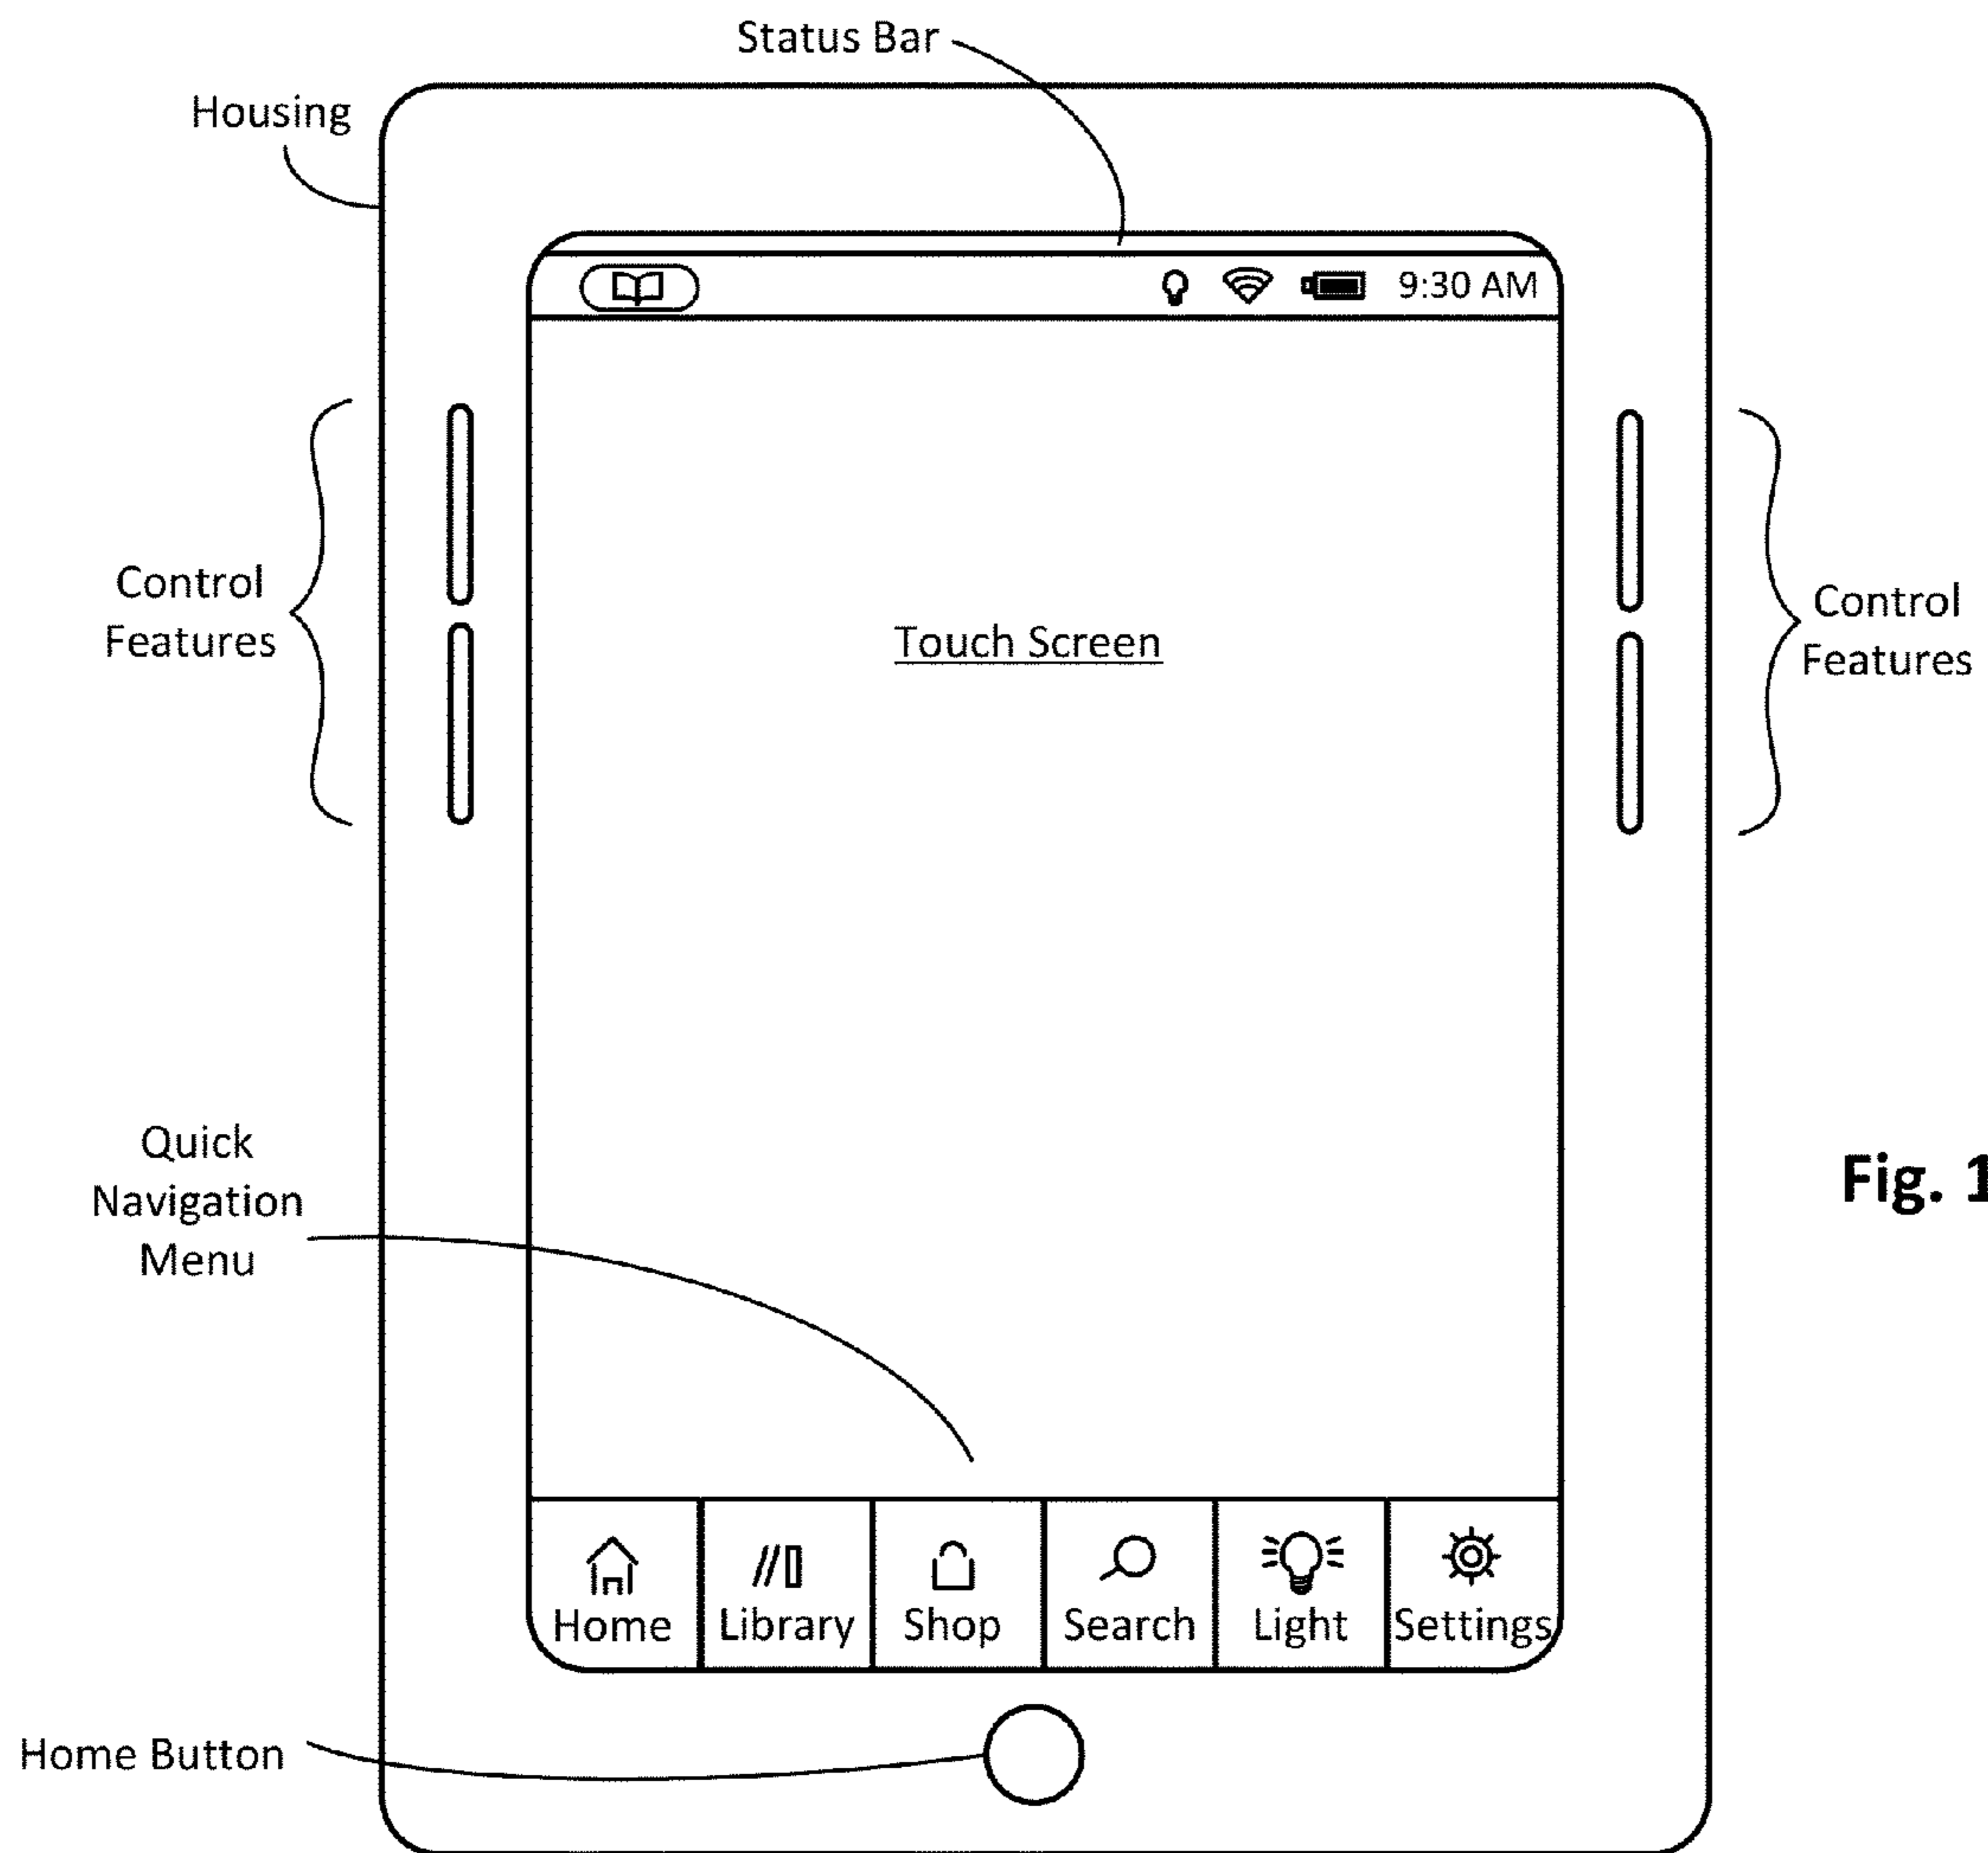 Status Bar
Housing
9:30 AM
Control
Features
Touch Screen
Control
Features
Quick
Navigation
Menu
Fig. 1
Home
Library
Shop
Search
Light
Settings
Home Button